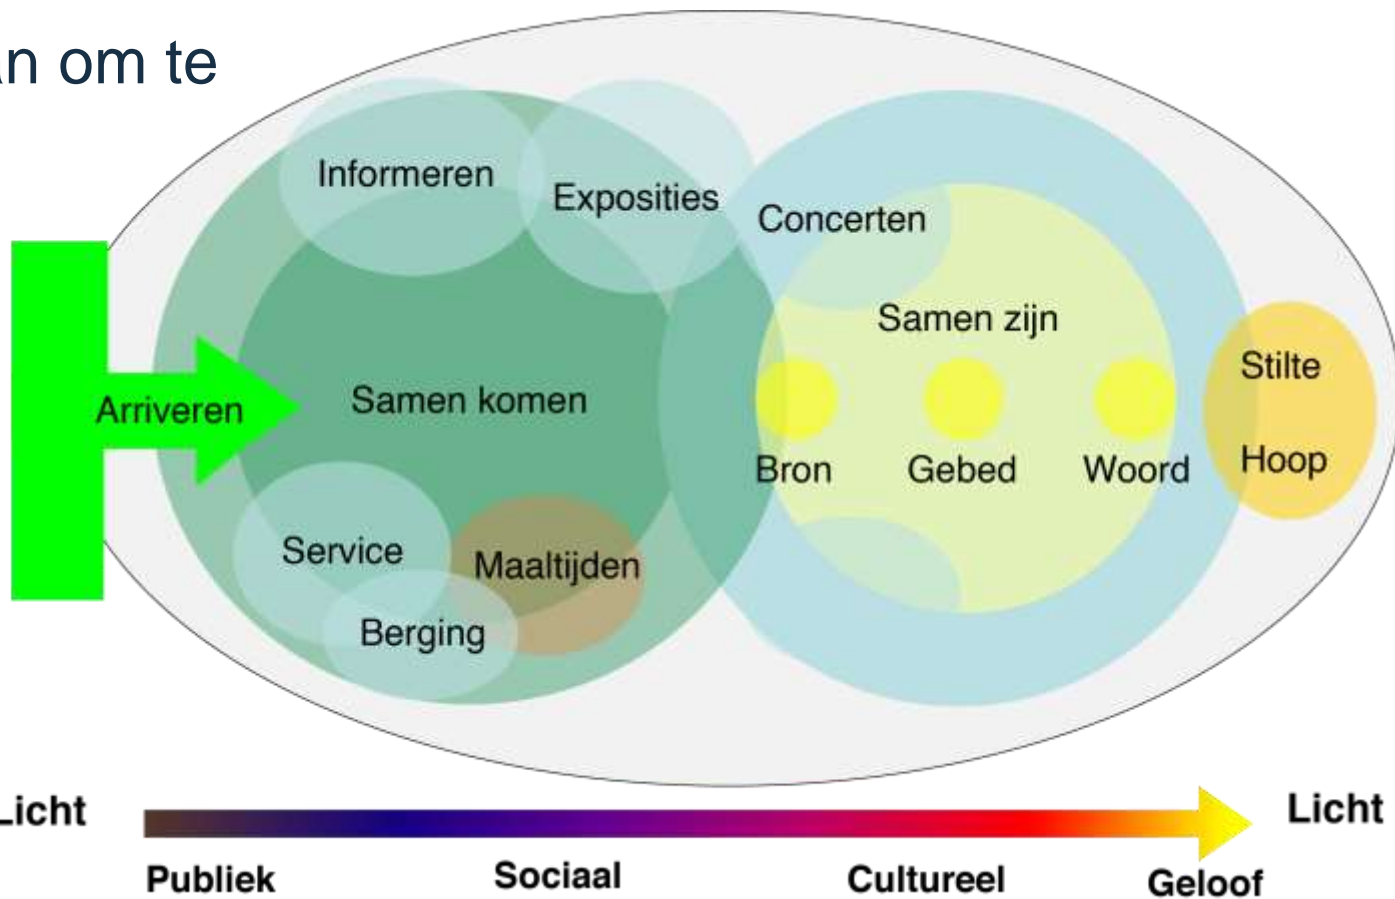 an om te
Informeren
Exposities
Concerten
Samen zijn
Stilte
Arriveren
Samen komen
Hoop
Bron
Gebed
Woord
Service
Maaltijden
Berging
Licht
Licht
Publiek
Sociaal
Cultureel
Geloof